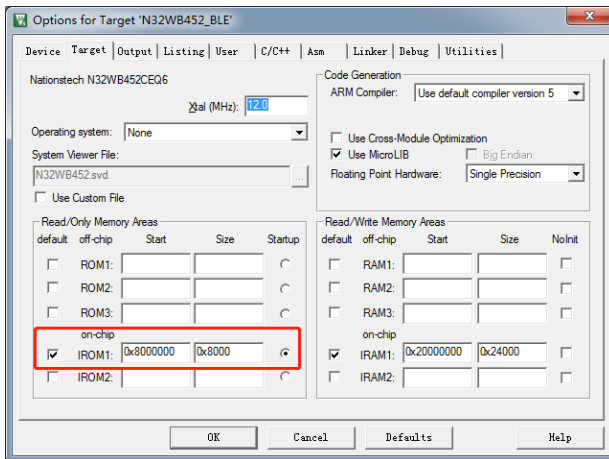 Options for Target 'N32WB452_BLE'
Device Target Output Listing User C/C++ Asm Linker Debug Utilities
Nationstech N32WB452CEQ6
Xtal (MHz): 12.0
Operating system: None
System Viewer File:
N32WB452.svd
...
Use Custom File
Code Generation
ARM Compiler: Use default compiler version 5
Use Cross-Module Optimization
Use MicroLIB Big Endian
Floating Point Hardware: Single Precision
Read/Only Memory Areas
default off-chip Start Size Startup
ROM1:
ROM2:
ROM3:
on-chip
IROM1: 0x8000000 0x8000
IROM2:
Read/Write Memory Areas
default off-chip Start Size NoInit
RAM1:
RAM2:
RAM3:
on-chip
IRAM1: 0x20000000 0x24000
IRAM2:
OK Cancel Defaults Help